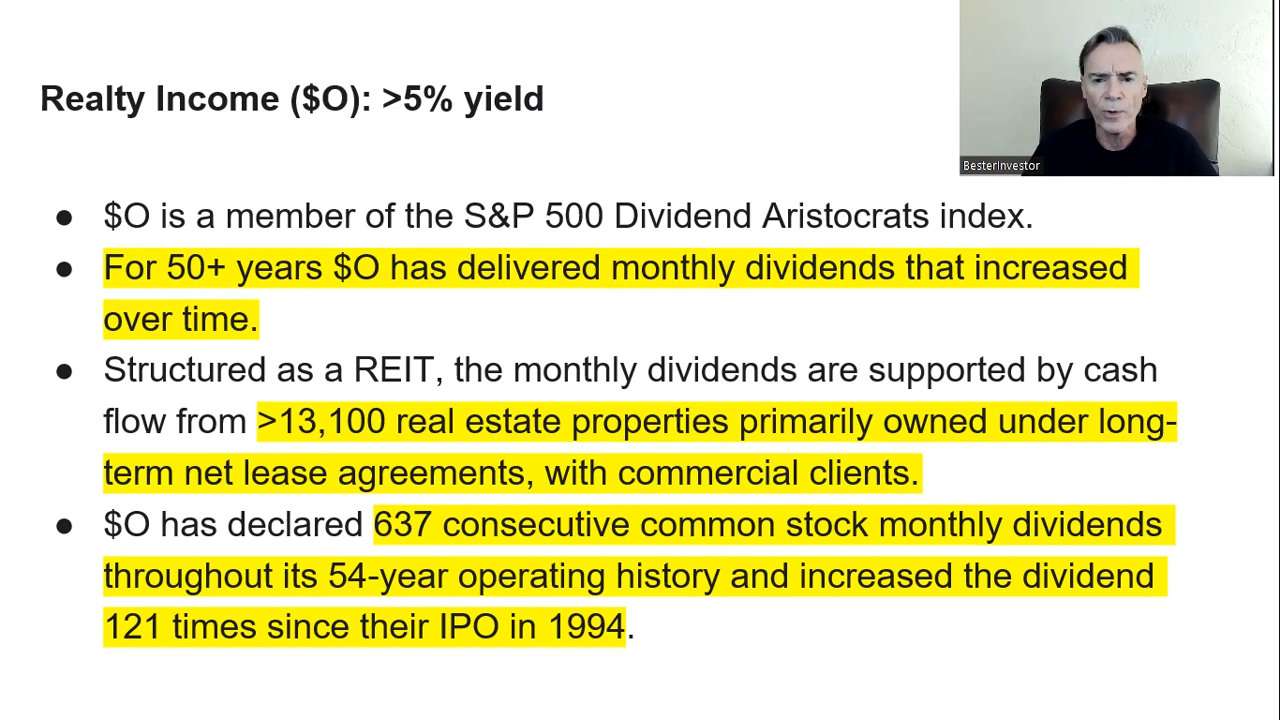 Realty Income ($O): >5% yield
BesterInvestor
● $O is a member of the S&P 500 Dividend Aristocrats index.
● For 50+ years $O has delivered monthly dividends that increased
over time.
● Structured as a REIT, the monthly dividends are supported by cash
flow from >13,100 real estate properties primarily owned under long-
term net lease agreements, with commercial clients.
● $O has declared 637 consecutive common stock monthly dividends
throughout its 54-year operating history and increased the dividend
121 times since their IPO in 1994.